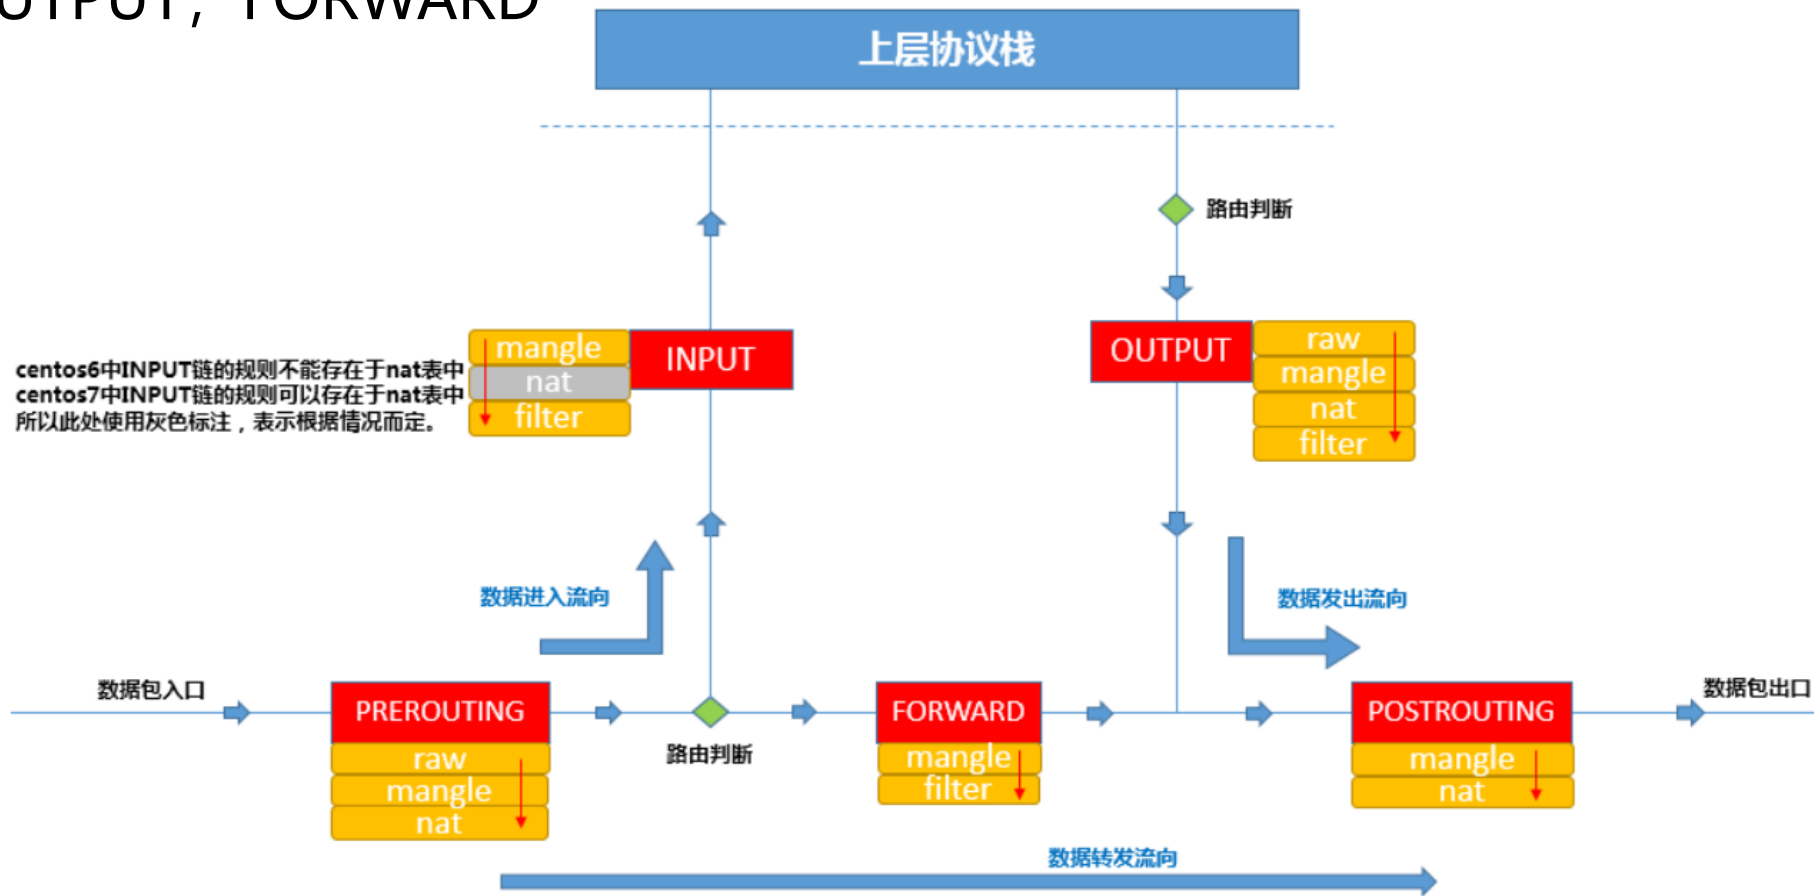 UTPUT, FORWARD
上层协议栈
路由判断
mangle
nat
filter
INPUT
OUTPUT
raw
mangle
nat
filter
centos6中INPUT链的规则不能存在于nat表中
centos7中INPUT链的规则可以存在于nat表中
所以此处使用灰色标注，表示根据情况而定。
数据进入流向
数据发出流向
数据包入口
PREROUTING
raw
mangle
nat
路由判断
FORWARD
mangle
filter
POSTROUTING
mangle
nat
数据包出口
数据转发流向